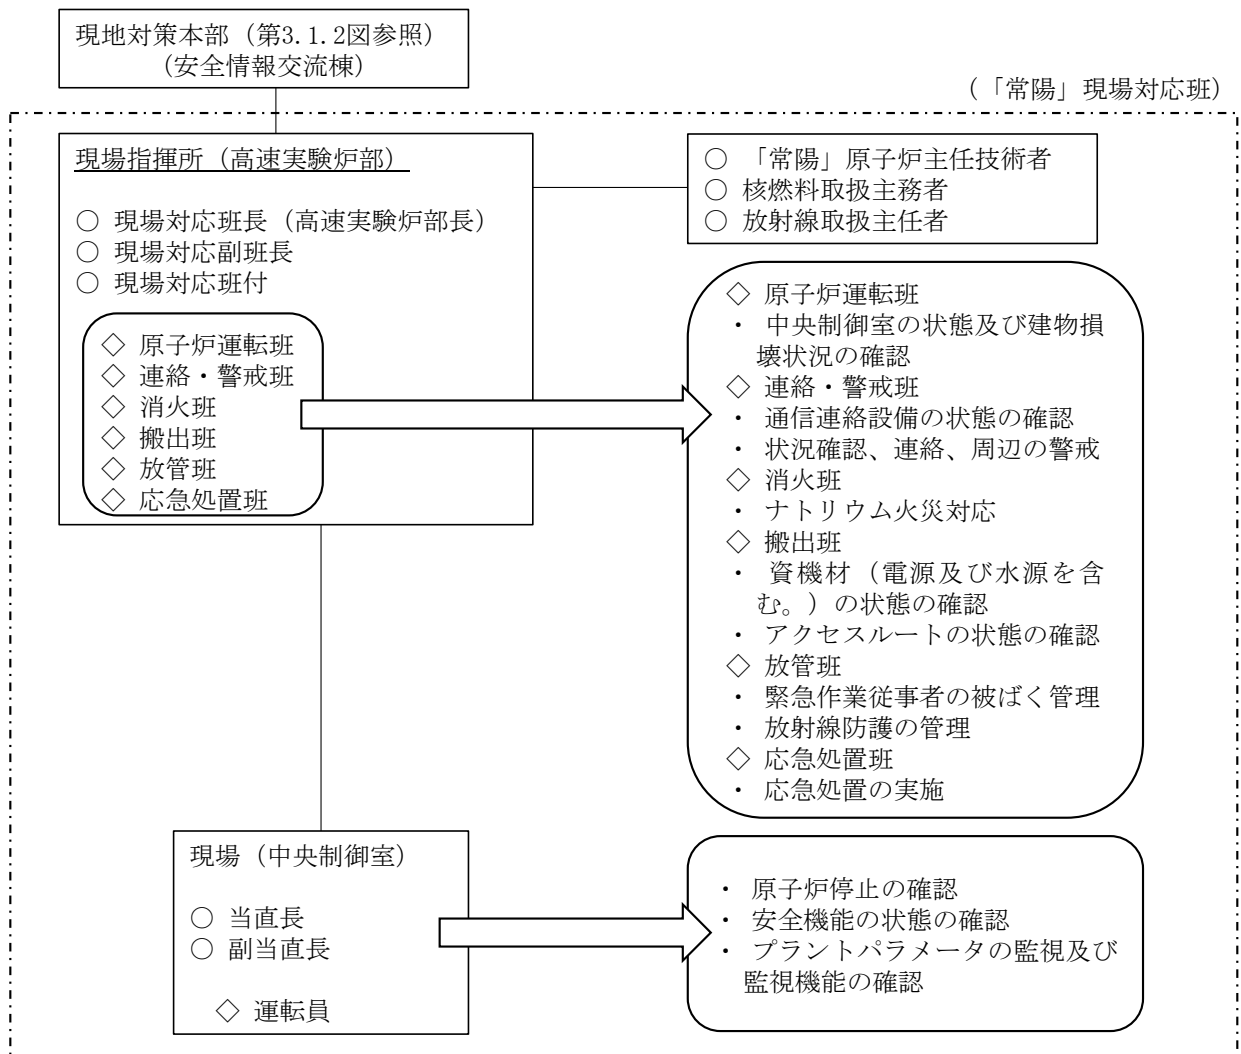 現地対策本部（第3.1.2図参照）
（安全情報交流棟）
（「常陽」現場対応班）
現場指揮所（高速実験炉部）
○ 現場対応班長（高速実験炉部長）
○ 現場対応副班長
○ 現場対応班付
◇ 原子炉運転班
◇ 連絡・警戒班
◇ 消火班
◇ 搬出班
◇ 放管班
◇ 応急処置班
○ 「常陽」原子炉主任技術者
○ 核燃料取扱主務者
○ 放射線取扱主任者
◇ 原子炉運転班
・ 中央制御室の状態及び建物損
壊状況の確認
◇ 連絡・警戒班
・ 通信連絡設備の状態の確認
・ 状況確認、連絡、周辺の警戒
◇ 消火班
・ ナトリウム火災対応
◇ 搬出班
・ 資機材（電源及び水源を含
む。）の状態の確認
・ アクセスルートの状態の確認
◇ 放管班
・ 緊急作業従事者の被ばく管理
・ 放射線防護の管理
◇ 応急処置班
・ 応急処置の実施
現場（中央制御室）
○ 当直長
○ 副当直長
◇ 運転員
・ 原子炉停止の確認
・ 安全機能の状態の確認
・ プラントパラメータの監視及び
監視機能の確認